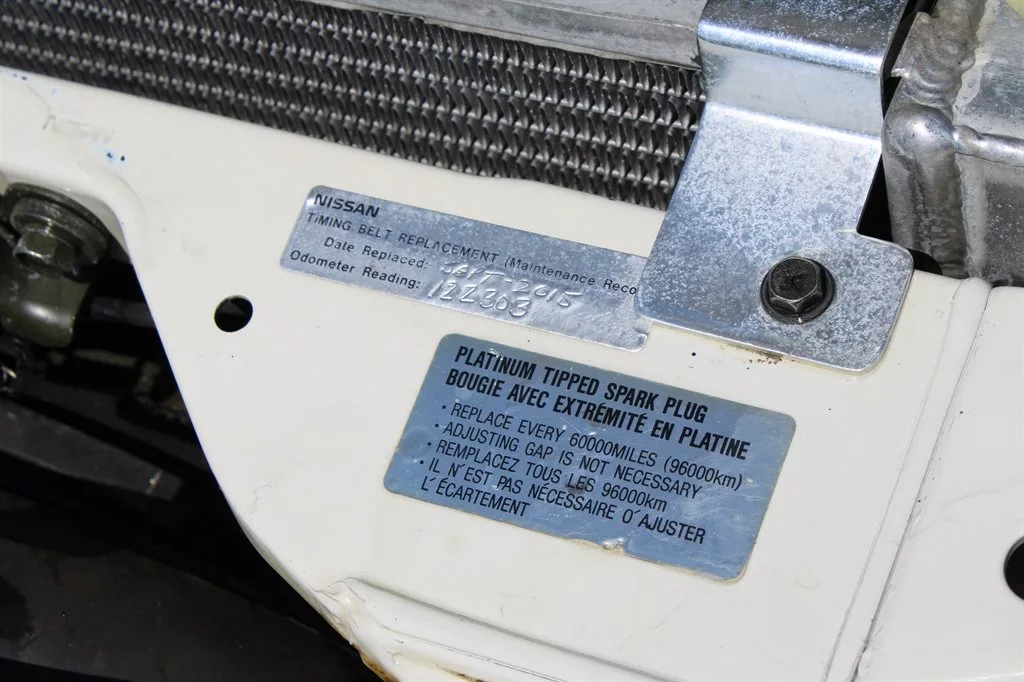 NISSAN
TIMING BELT REPLACEMENT (Maintenance Reco
Date Replaced: SEPT-2015
Odometer Reading: 122303
PLATINUM TIPPED SPARK PLUG
BOUGIE AVEC EXTRÉMITÉ EN PLATINE
· REPLACE EVERY 60000MILES (96000km)
· ADJUSTING GAP IS NOT NECESSARY
· REMPLACEZ TOUS LES 96000km
· IL N'EST PAS NÉCESSAIRE D'AJUSTER
L'ÉCARTEMENT